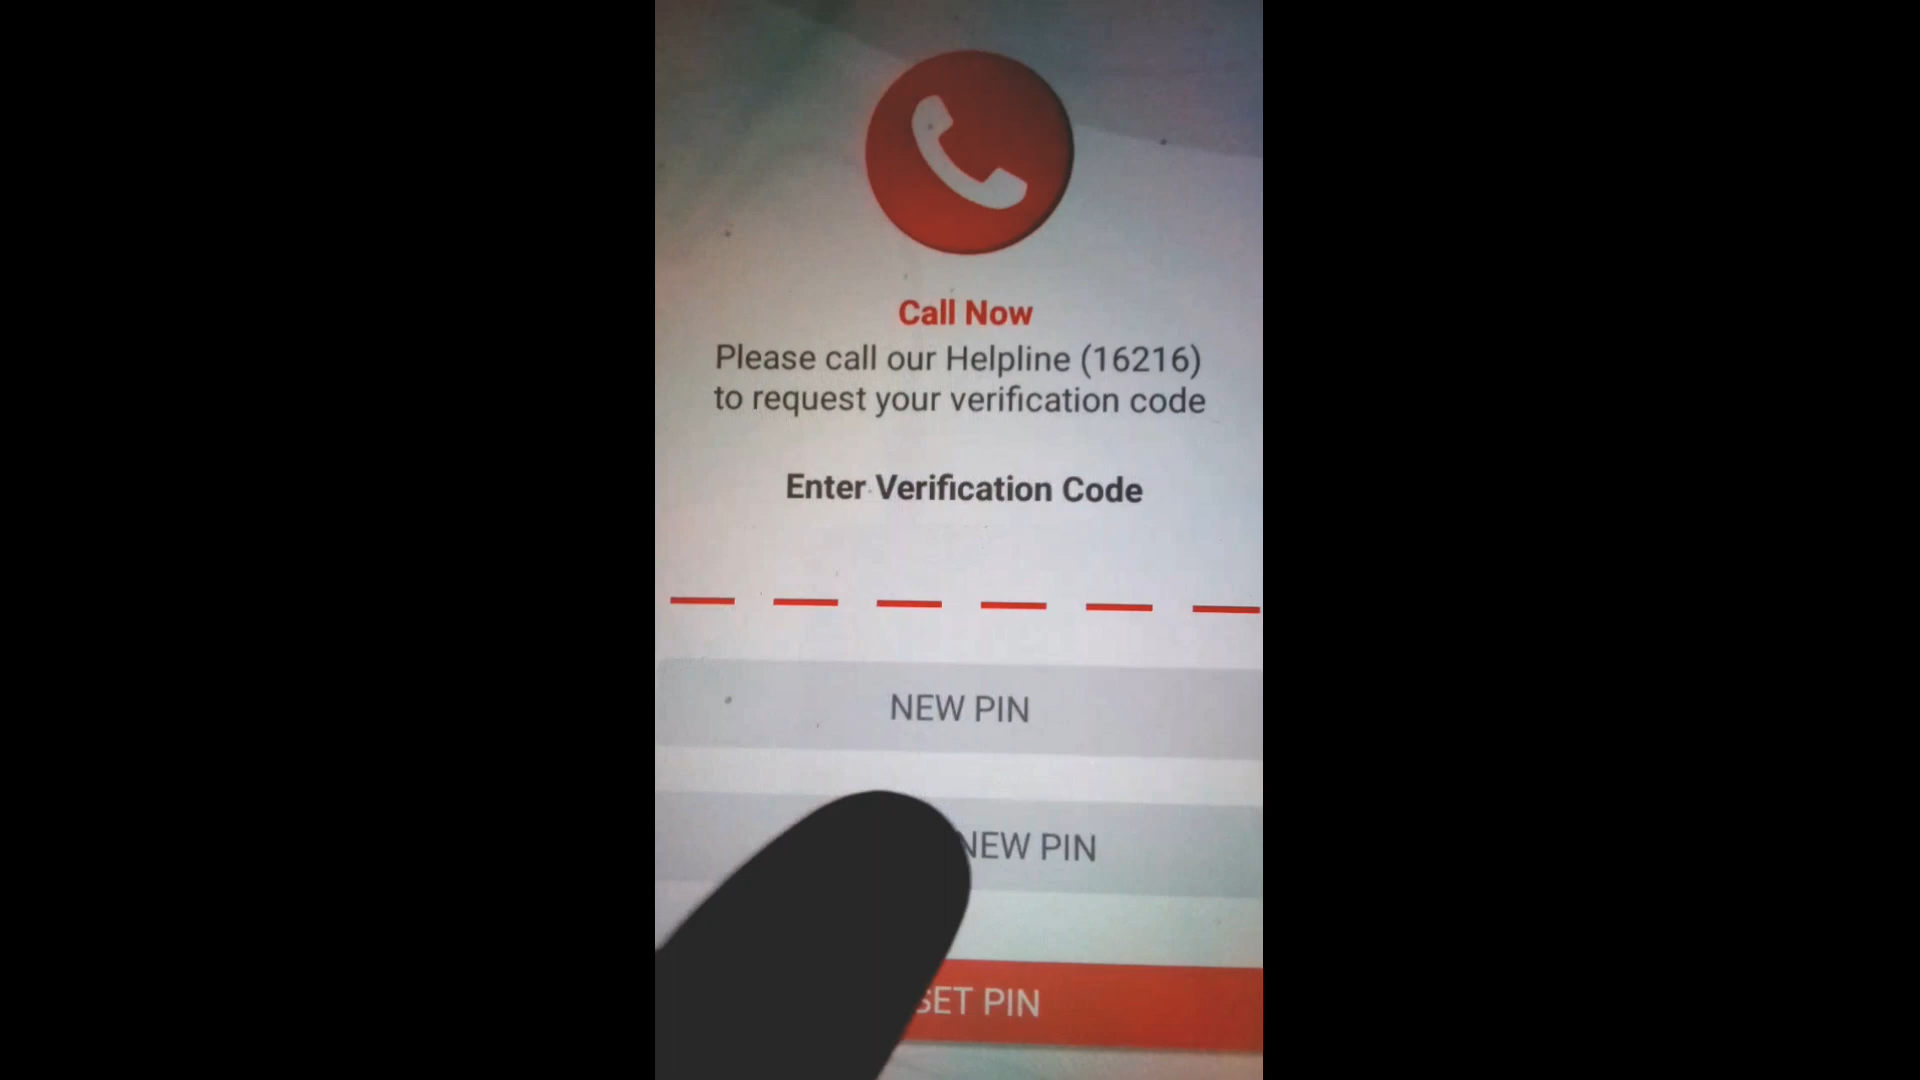 Call Now
Please call our Helpline (16216)
to request your verification code
Enter Verification Code
NEW PIN
NEW PIN
SET PIN